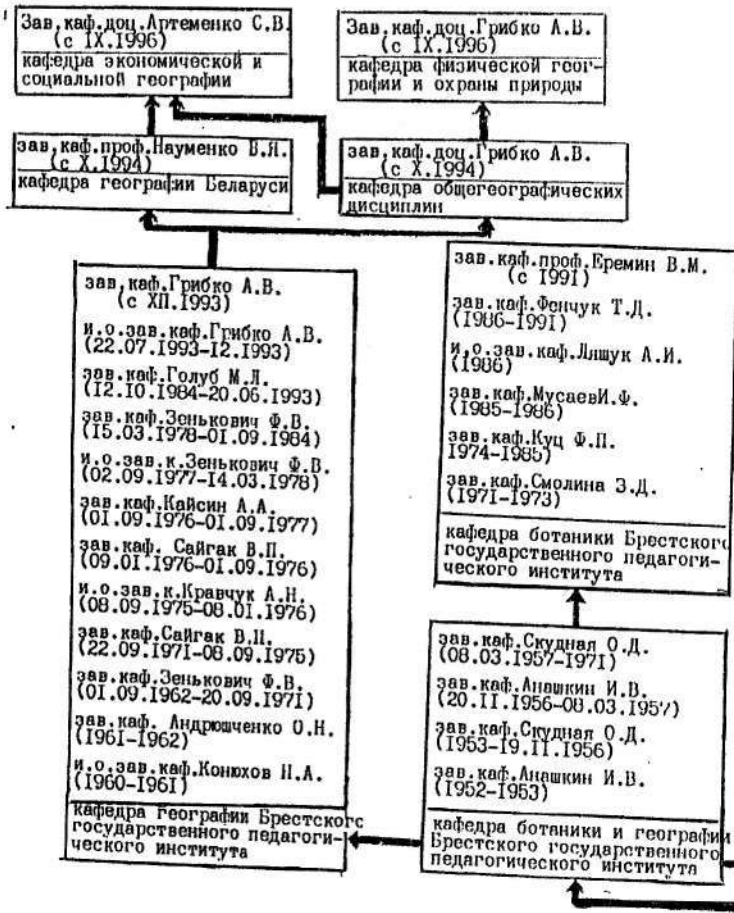 Зав.каф.доц.Артеменко С.В.
(с IX.1996)
кафедра экономической и
социальной географии
Зав.каф.доц.Грибко А.В.
(с IX.1996)
кафедра физической геог-
рафии и охраны природы
зав.каф.проф.Науменко В.Я.
(с X.1994)
кафедра географии Беларуси
зав.каф.доц.Грибко А.В.
(с X.1994)
кафедра общегеографических
дисциплин
зав.каф.Грибко А.В.
(с XII.1993)
и.о.зав.каф.Грибко А.В.
(22.07.1993-12.1993)
зав.каф.Голуб М.Л.
(12.10.1984-20.06.1993)
зав.каф.Зенькович Ф.В.
(15.03.1978-01.09.1984)
и.о.зав.к.Зенькович Ф.В.
(02.09.1977-14.03.1978)
зав.каф.Кайсин А.А.
(01.09.1976-01.09.1977)
зав.каф. Сайгак В.П.
(09.01.1976-01.09.1976)
и.о.зав.к.Кравчук А.Н.
(08.09.1975-08.01.1976)
зав.каф.Сайгак В.П.
(22.09.1971-08.09.1975)
зав.каф.Зенькович Ф.В.
(01.09.1962-20.09.1971)
зав.каф. Андрющченко О.Н.
(1961-1962)
и.о.зав.каф.Конюхов Н.А.
(1960-1961)
кафедра географии Брестского
государственного педагоги-
ческого института
зав.каф.проф.Еремин В.М.
(с 1991)
зав.каф.Фенчук Т.Д.
(1986-1991)
и.о.зав.каф.Ляшук А.И.
(1986)
зав.каф.МусаевИ.Ф.
(1985-1986)
зав.каф.Куц Ф.П.
1974-1985)
зав.каф.Смолина З.Д.
(1971-1973)
кафедра ботаники Брестского
государственного педагоги-
ческого института
зав.каф.Скудная О.Д.
(08.03.1957-1971)
зав.каф.Анашкин И.В.
(20.11.1956-08.03.1957)
зав.каф.Скудная О.Д.
(1953-19.11.1956)
зав.каф.Анашкин И.В.
(1952-1953)
кафедра ботаники и географии
Брестского государственного
педагогического института